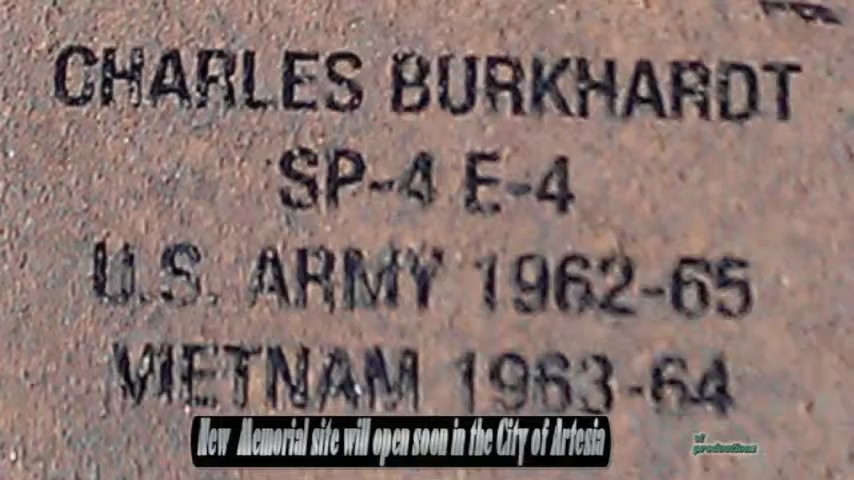 CHARLES BURKHARDT
SP-4 E-4
U.S. ARMY 1962-65
VIETNAM 1963-64
New Memorial site will open soon in the City of Artesia
productions